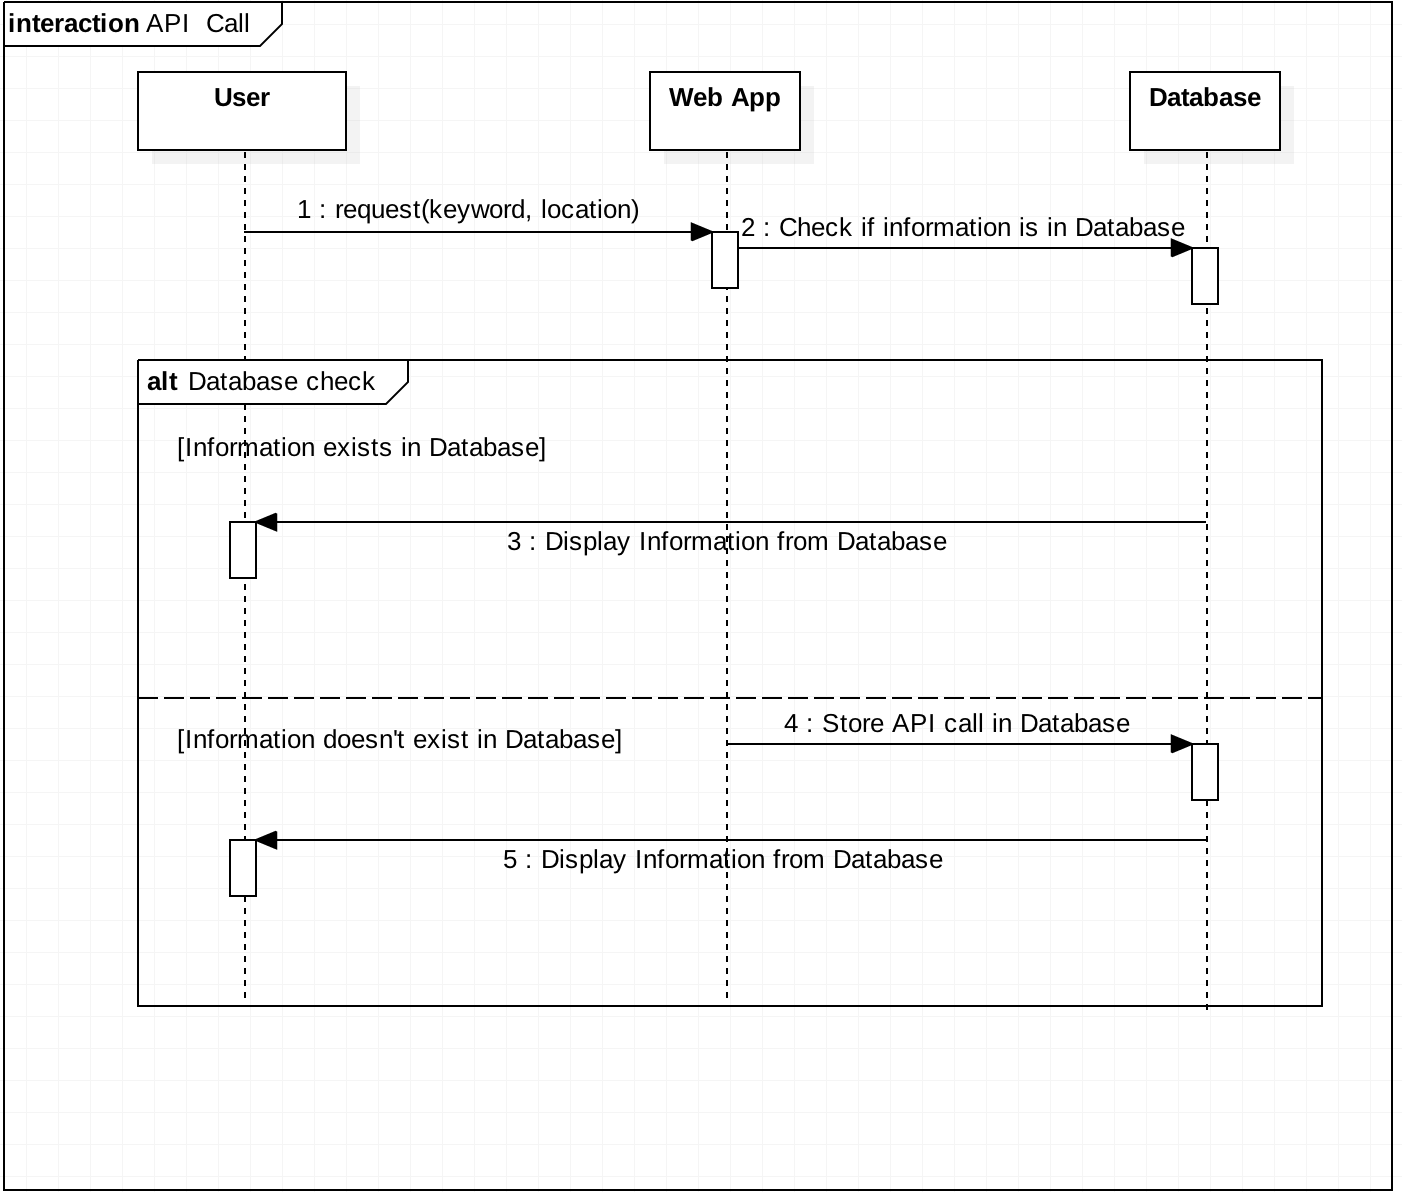 interaction API Call
User
Web App
Database
1 : request(keyword, location)
2 : Check if information is in Database
alt Database check
[Information exists in Database]
3 : Display Information from Database
4 : Store API call in Database
[Information doesn't exist in Database]
5 : Display Information from Database